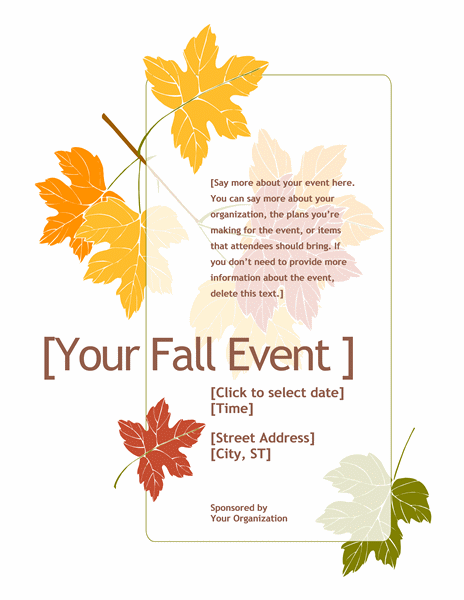 [Say more about your event here.
You can say more about your
organization, the plans you're
making for the event, or items
that attendees should bring. If
you don't need to provide more
information about the event,
delete this text.]
[Your Fall Event ]
[Click to select date]
[Time]
[Street Address]
[City, ST]
Sponsored by
Your Organization